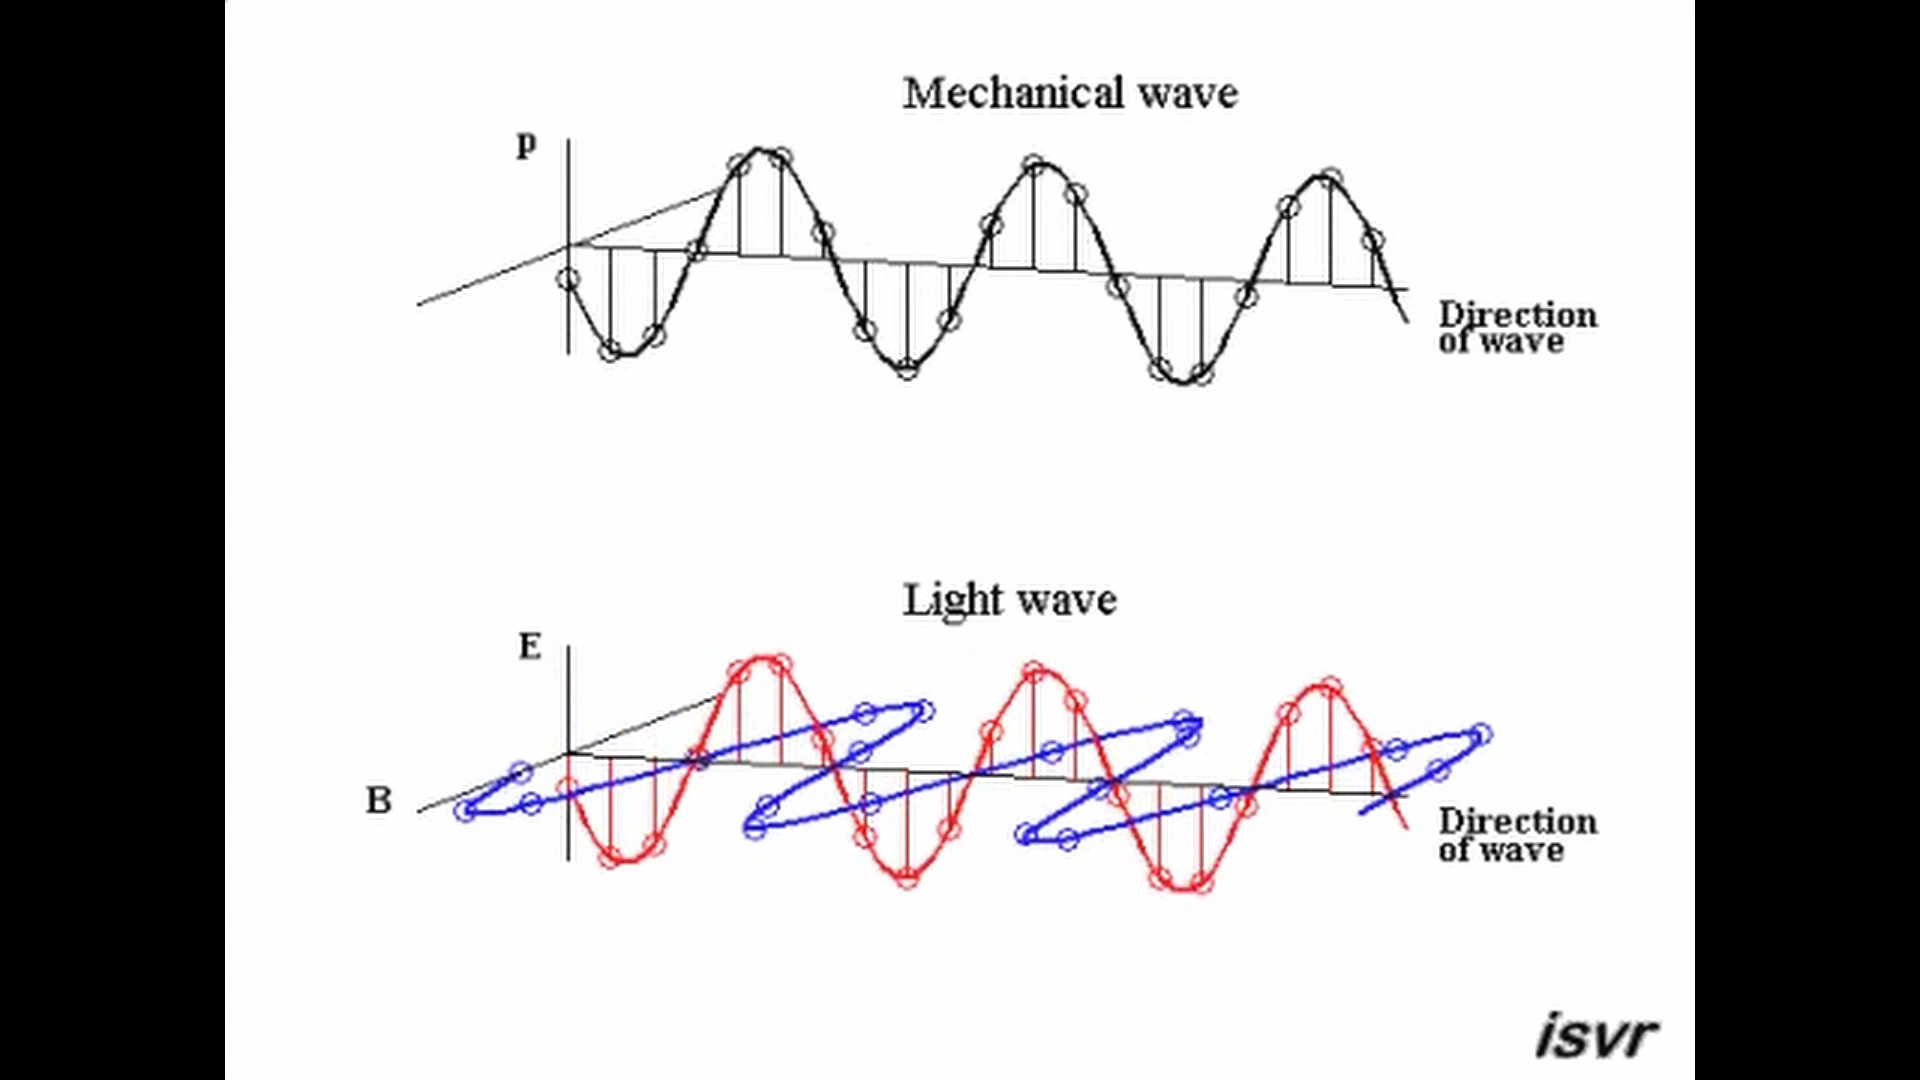 Mechanical wave
p
Direction
of wave
Light wave
E
B
Direction
of wave
isvr